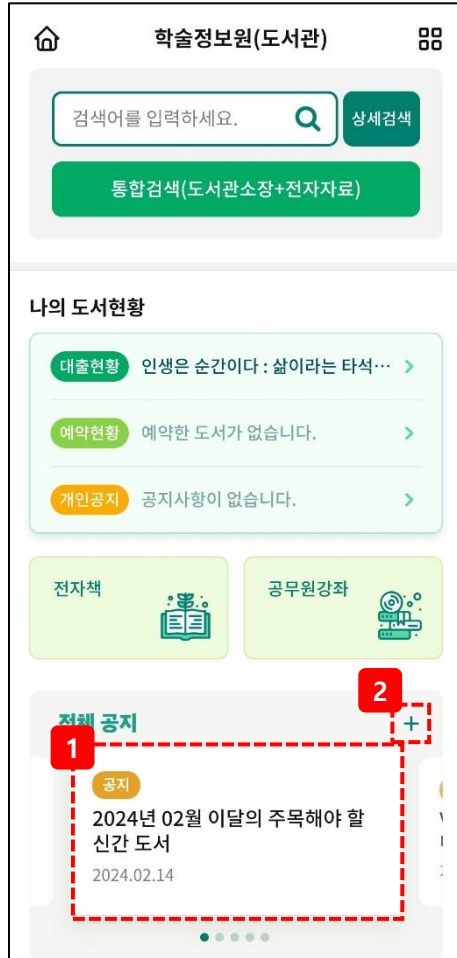 학술정보원(도서관)
검색어를 입력하세요.
상세검색
통합검색(도서관소장+전자자료)
나의 도서현황
대출현황 인생은 순간이다 : 삶이라는 타석…
예약현황 예약한 도서가 없습니다.
개인공지 공지사항이 없습니다.
전자책 공무원강좌
2
전체 공지 +
1
공지
2024년 02월 이달의 주목해야 할
신간 도서
2024.02.14